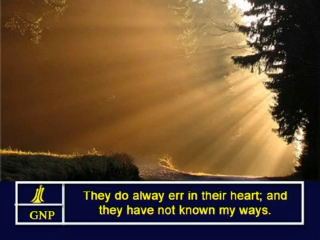 They do alway err in their heart; and
they have not known my ways.
GNP